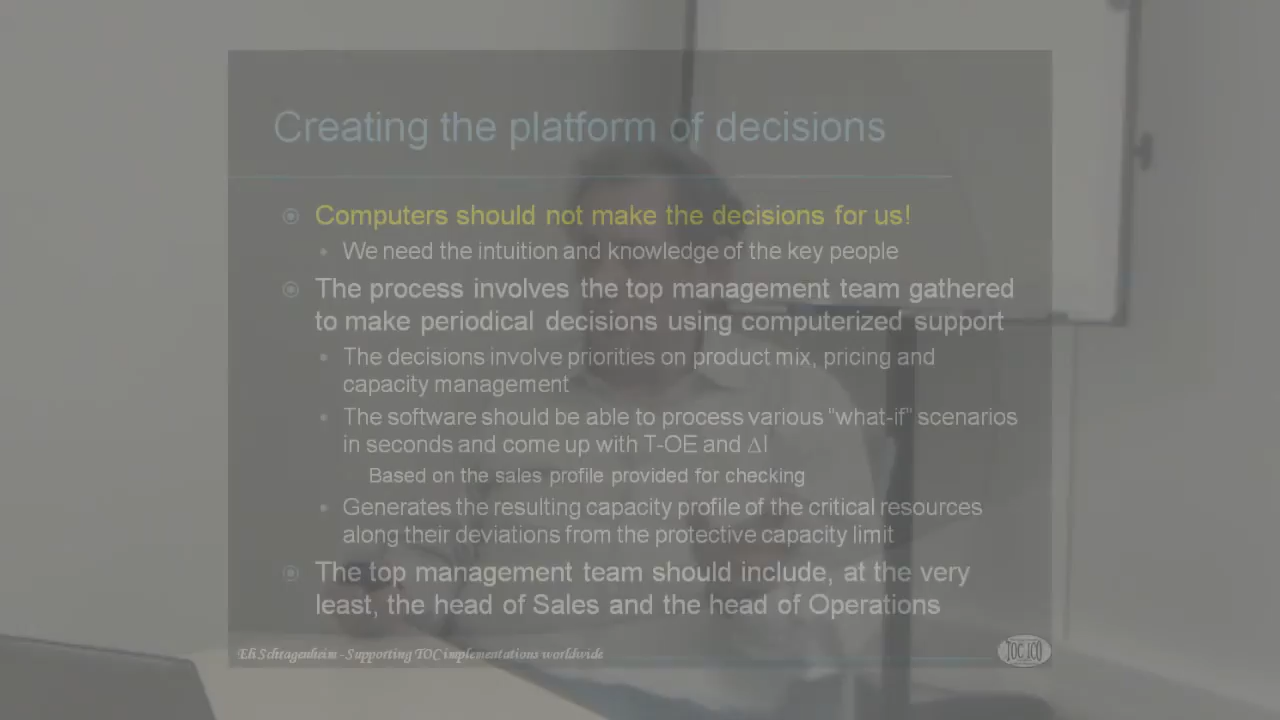 Creating the platform of decisions
Computers should not make the decisions for us!
We need the intuition and knowledge of the key people
The process involves the top management team gathered
to make periodical decisions using computerized support
The decisions involve priorities on product mix, pricing and
capacity management
The software should be able to process various "what-if" scenarios
in seconds and come up with T-OE and ΔI
Based on the sales profile provided for checking
Generates the resulting capacity profile of the critical resources
along their deviations from the protective capacity limit
The top management team should include, at the very
least, the head of Sales and the head of Operations
Eli Schragenheim - Supporting TOC implementations worldwide
TOCICO